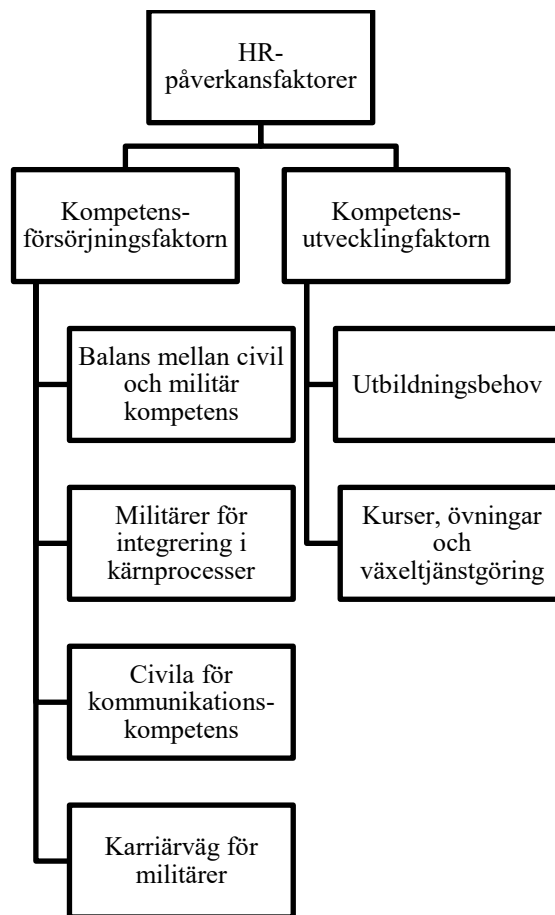 HR-
påverkansfaktorer
Kompetens-
försörjningsfaktorn
Kompetens-
utvecklingfaktorn
Balans mellan civil
och militär
kompetens
Utbildningsbehov
Militärer för
integrering i
kärnprocesser
Kurser, övningar
och
växeltjänstgöring
Civila för
kommunikations-
kompetens
Karriärväg för
militärer